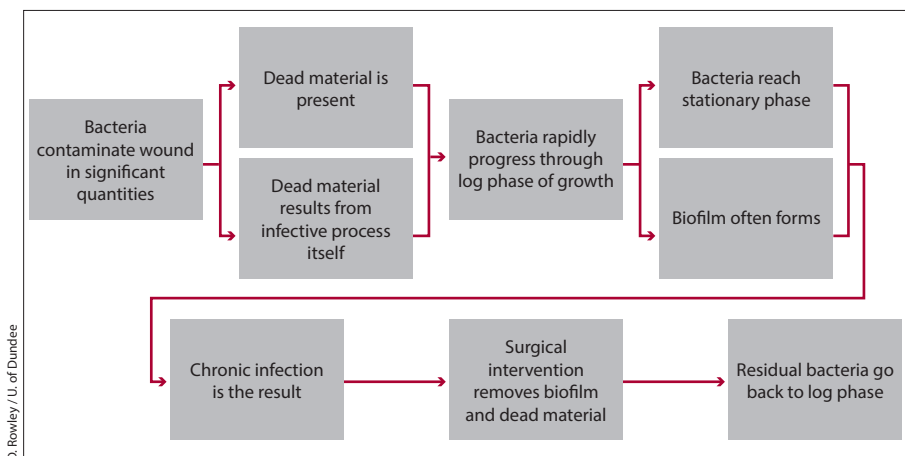 Bacteria
contaminate wound
in significant
quantities
Dead material is
present
Dead material
results from
infective process
itself
Bacteria rapidly
progress through
log phase of growth
Bacteria reach
stationary phase
Biofilm often forms
Chronic infection
is the result
Surgical
intervention
removes biofilm
and dead material
Residual bacteria go
back to log phase
D. Rowley / U. of Dundee